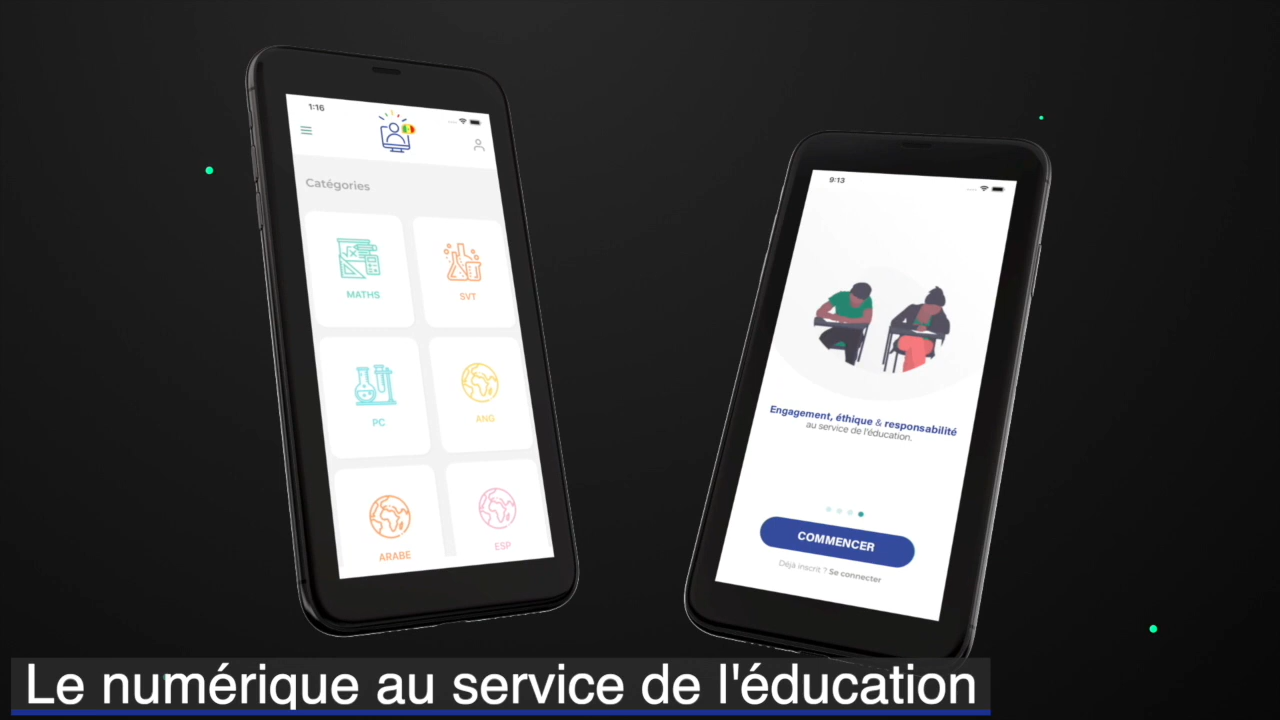 1:16
Catégories
MATHS
SVT
PC
ANG
ARABE
ESP
9:13
Engagement, éthique & responsabilité
au service de l'éducation.
COMMENCER
Déjà inscrit ? Se connecter
Le numérique au service de l'éducation